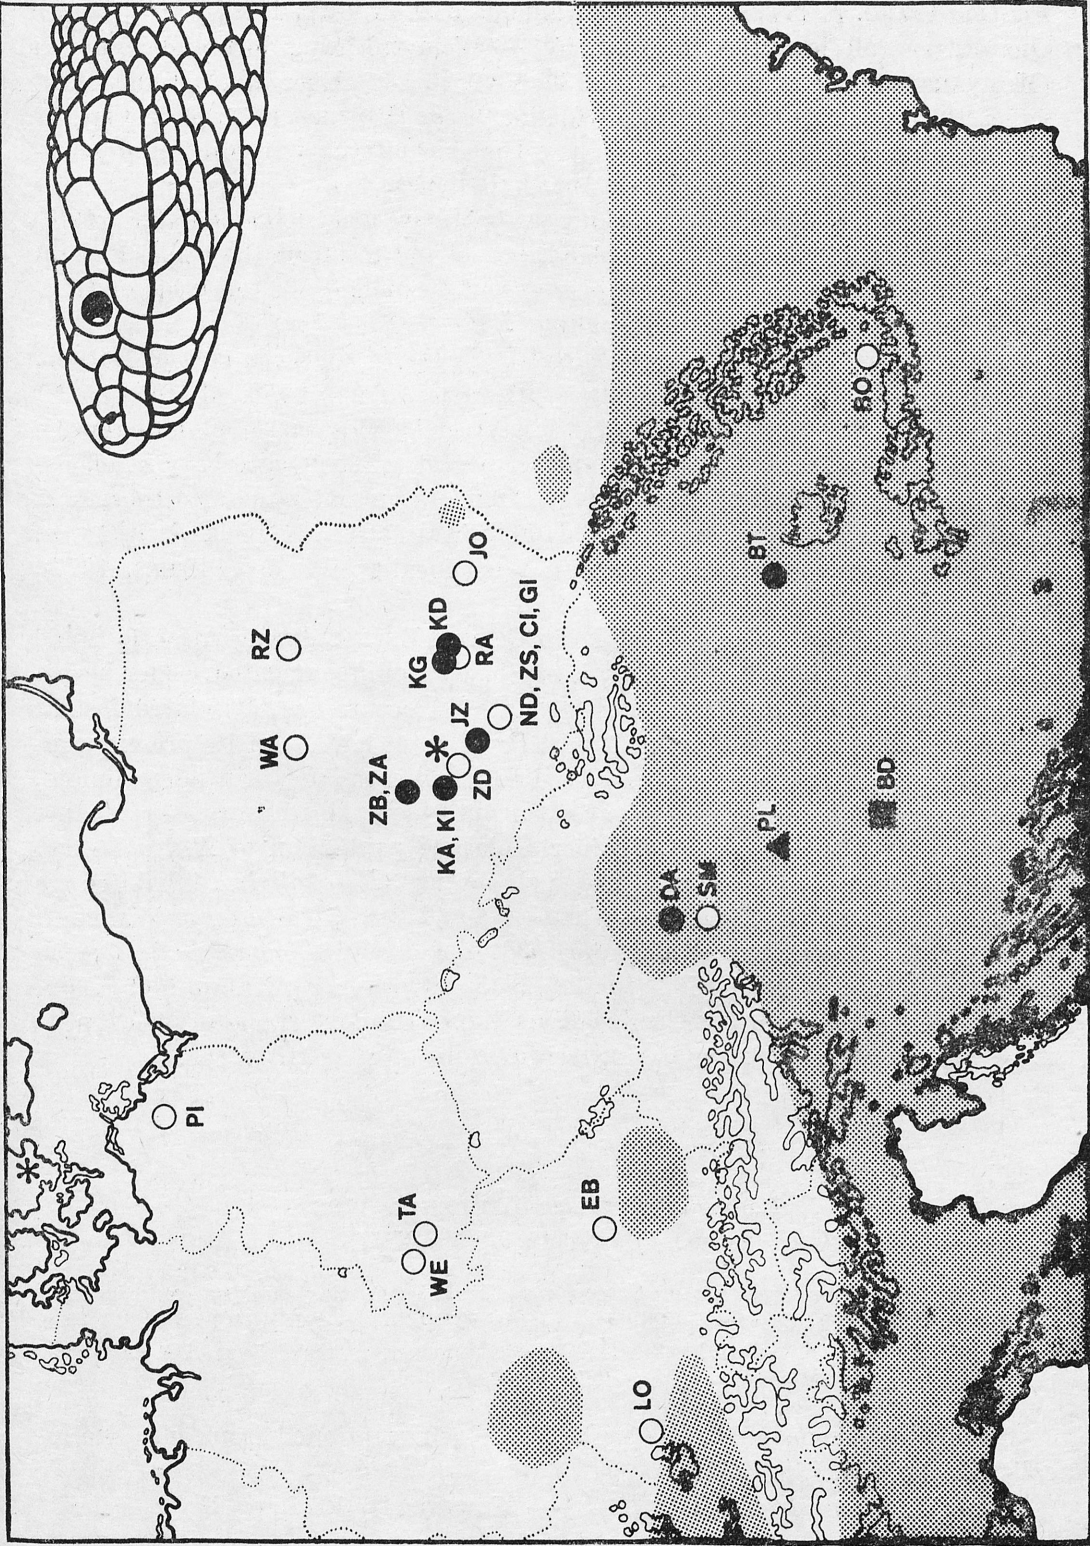 PI
TA
WE
EB
LO
WA
RZ
ZB, ZA
KA, KI
ZD
JZ
KG
KD
RA
JO
ND, ZS, CI, GI
DA
SM
PL
BD
BT
BO